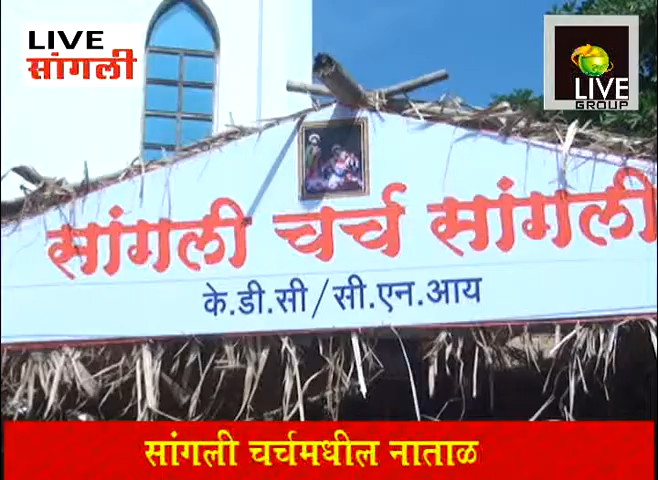 LIVE
सांगली
LIVE
GROUP
सांगली चर्च सांगली
के.डी.सी/सी.एन.आय
सांगली चर्चमधील नाताळ